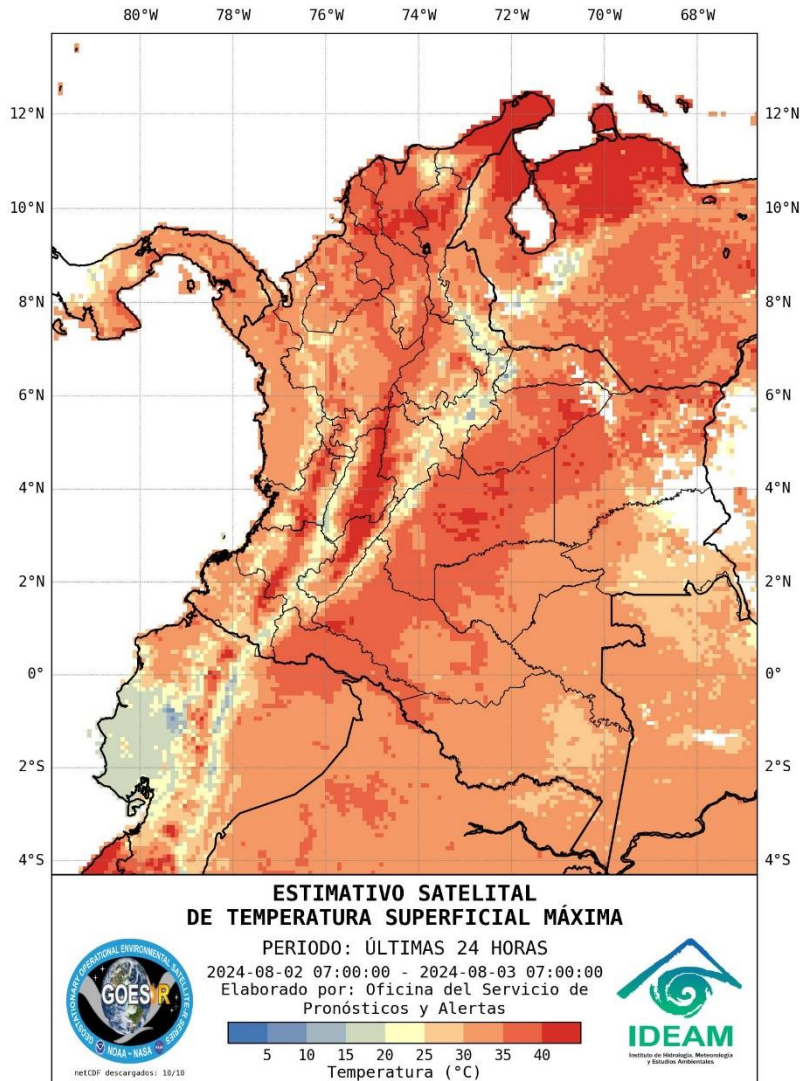 80°W 78°W 76°W 74°W 72°W 70°W 68°W
12°N 12°N
10°N 10°N
8°N 8°N
6°N 6°N
4°N 4°N
2°N 2°N
0° 0°
2°S 2°S
4°S 4°S
ESTIMATIVO SATELITAL
DE TEMPERATURA SUPERFICIAL MÁXIMA
PERIODO: ÚLTIMAS 24 HORAS
2024-08-02 07:00:00 - 2024-08-03 07:00:00
Elaborado por: Oficina del Servicio de
Pronósticos y Alertas
5 10 15 20 25 30 35 40
Temperatura (°C)
GEOSTATIONARY OPERATIONAL ENVIRONMENTAL SATELLITE-R SERIES
GOES R
NOAA ~ NASA
netCDF descargados: 10/10
IDEAM
Instituto de Hidrología, Meteorología
y Estudios Ambientales